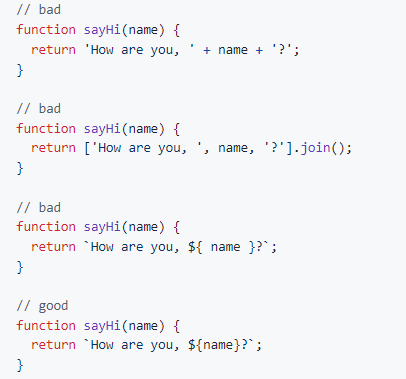 // bad
function sayHi(name) {
  return 'How are you, ' + name + '?';
}

// bad
function sayHi(name) {
  return ['How are you, ', name, '?'].join();
}

// bad
function sayHi(name) {
  return `How are you, ${ name }?`;
}

// good
function sayHi(name) {
  return `How are you, ${name}?`;
}